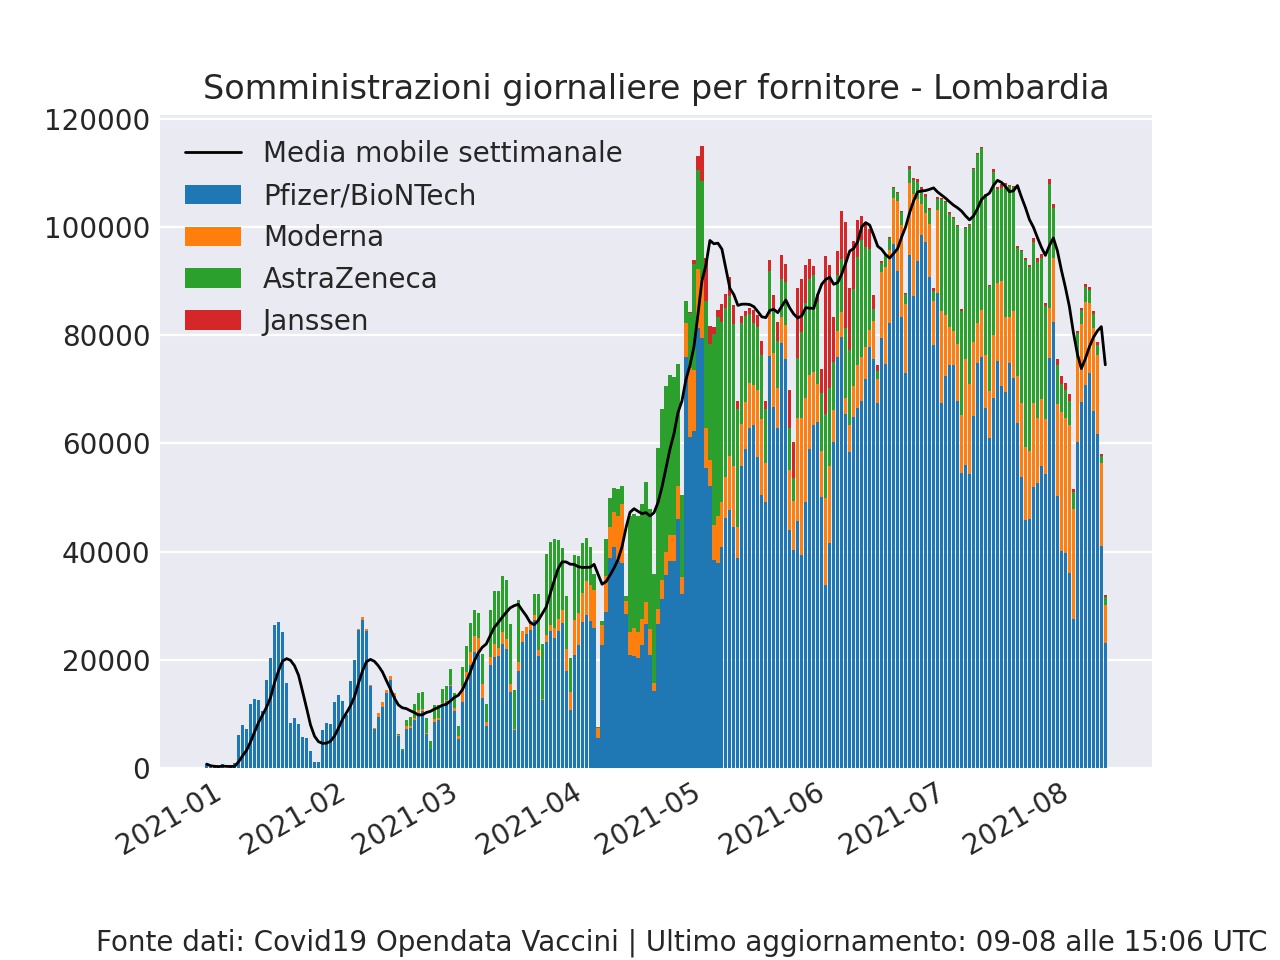 Somministrazioni giornaliere per fornitore - Lombardia
Media mobile settimanale
Pfizer/BioNTech
Moderna
AstraZeneca
Janssen
120000
100000
80000
60000
40000
20000
0
2021-01
2021-02
2021-03
2021-04
2021-05
2021-06
2021-07
2021-08
Fonte dati: Covid19 Opendata Vaccini | Ultimo aggiornamento: 09-08 alle 15:06 UTC